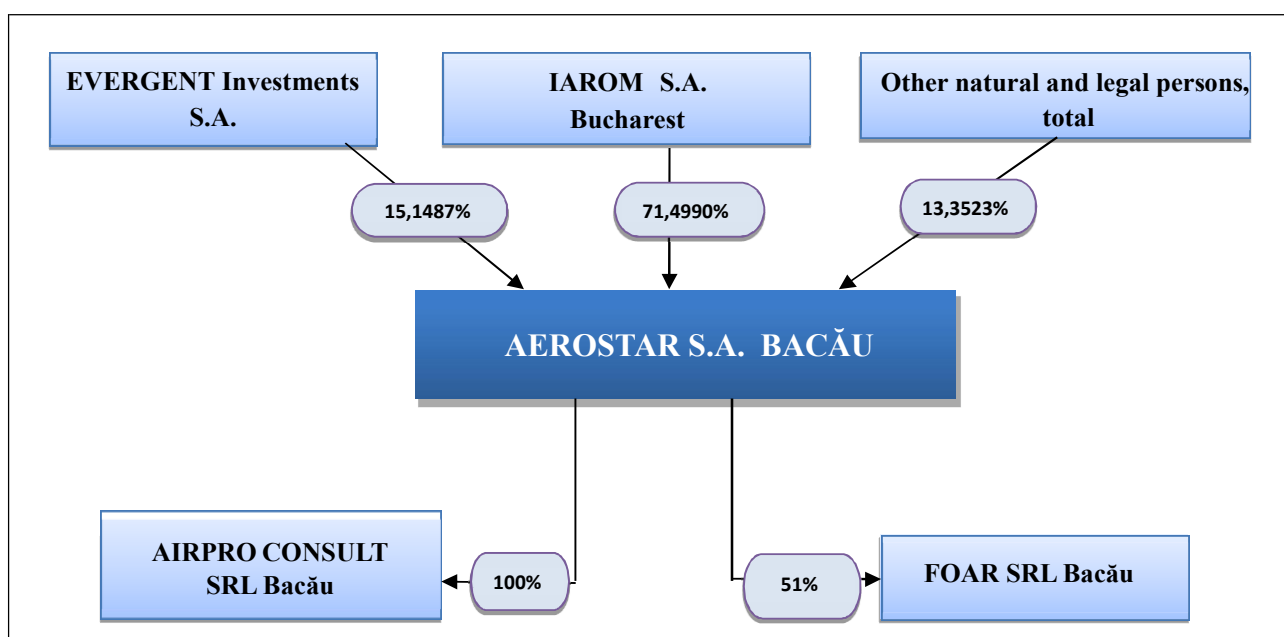 EVERGENT Investments
S.A.
IAROM S.A.
Bucharest
Other natural and legal persons,
total
15,1487%
71,4990%
13,3523%
AEROSTAR S.A. BACĂU
AIRPRO CONSULT
SRL Bacău
100%
51%
FOAR SRL Bacău